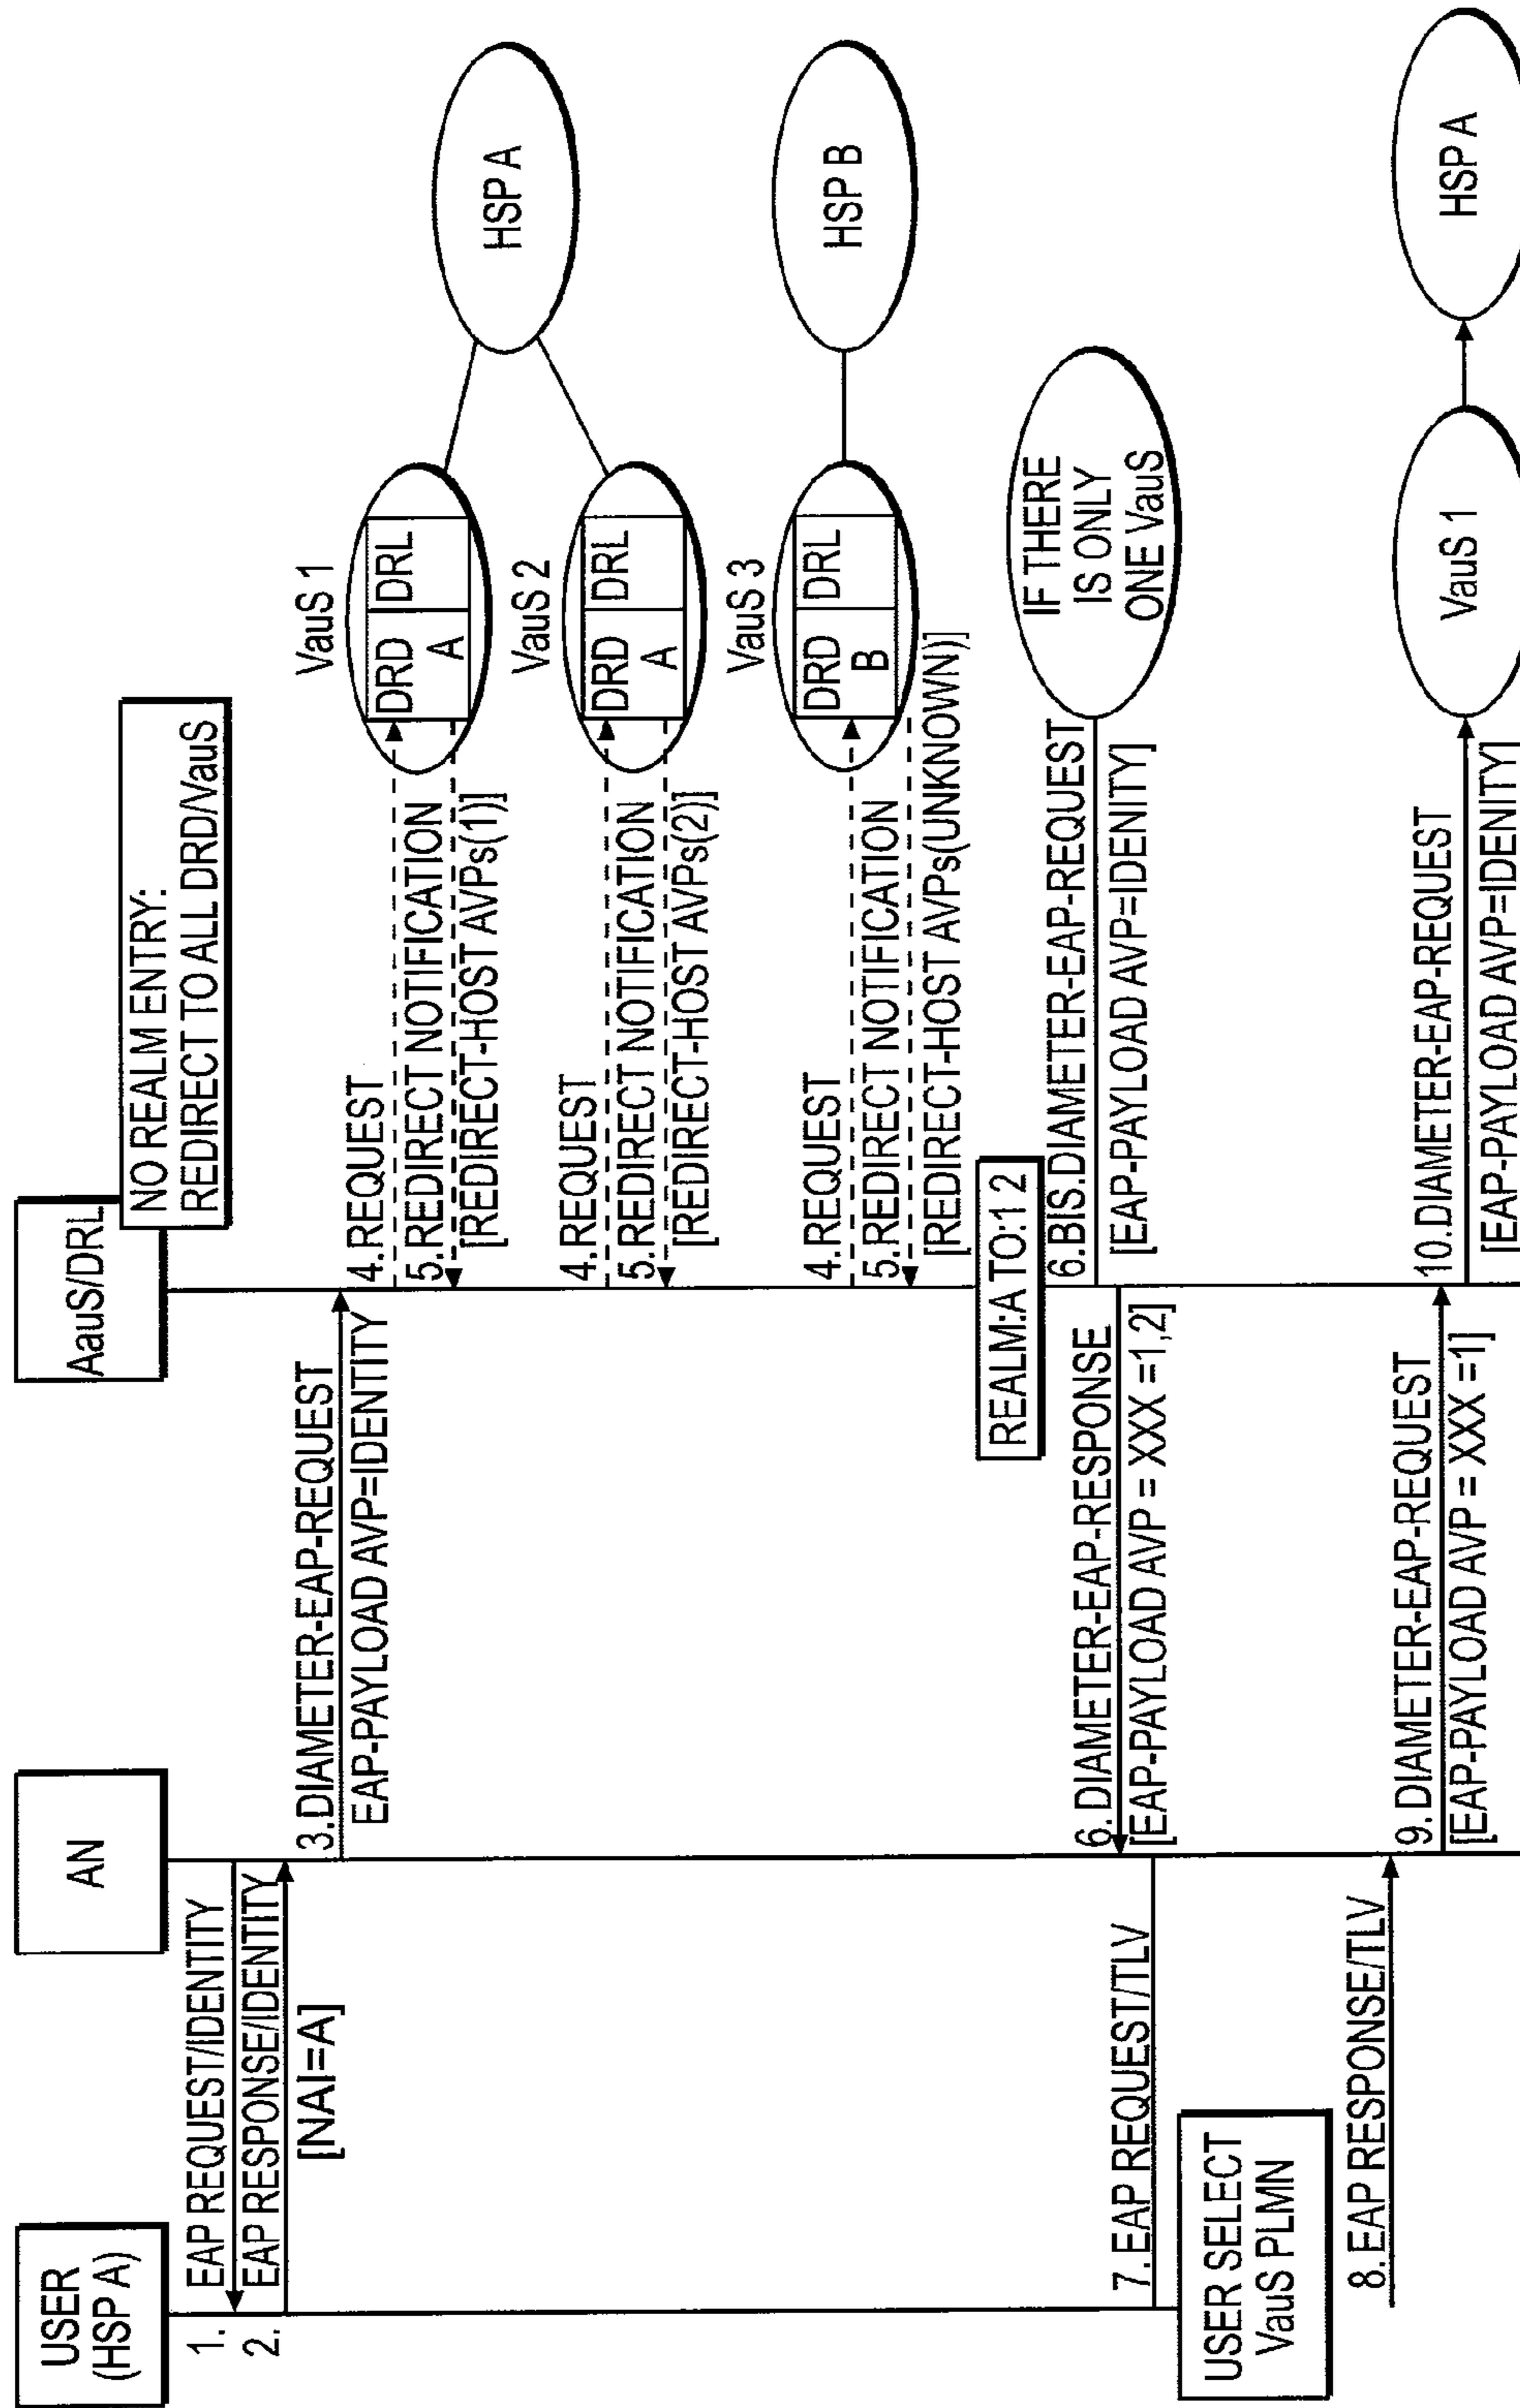 USER
(HSP A)
AN
AauS/DRL
NO REALM ENTRY:
REDIRECT TO ALL DRD/VauS
1.
EAP REQUEST/IDENTITY
2.
EAP RESPONSE/IDENTITY
[NAI=A]
3.DIAMETER-EAP-REQUEST
EAP-PAYLOAD AVP=IDENTITY
4.REQUEST
5.REDIRECT NOTIFICATION
[REDIRECT-HOST AVPs(1)]
VauS 1
DRD
A
DRL
4.REQUEST
5.REDIRECT NOTIFICATION
[REDIRECT-HOST AVPs(2)]
VauS 2
DRD
A
DRL
HSP A
4.REQUEST
5.REDIRECT NOTIFICATION
[REDIRECT-HOST AVPs(UNKNOWN)]
VauS 3
DRD
B
DRL
HSP B
REALM:A TO:1 2
6.BIS.DIAMETER-EAP-REQUEST
[EAP-PAYLOAD AVP=IDENITY]
IF THERE
IS ONLY
ONE VauS
6. DIAMETER-EAP-RESPONSE
[EAP-PAYLOAD AVP = XXX =1,2]
7.EAP REQUEST/TLV
USER SELECT
VauS PLMN
8.EAP RESPONSE/TLV
9. DIAMETER-EAP-REQUEST
[EAP-PAYLOAD AVP = XXX =1]
10.DIAMETER-EAP-REQUEST
[EAP-PAYLOAD AVP=IDENITY]
VauS 1
HSP A